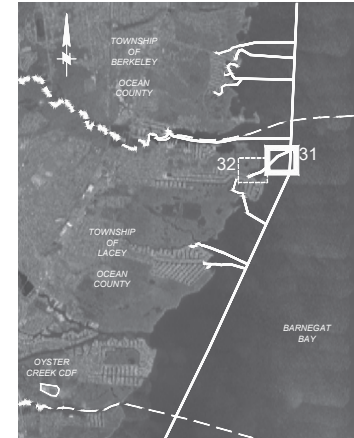 TOWNSHIP
OF
BERKELEY
OCEAN
COUNTY
31
32
TOWNSHIP
OF
LACEY
OCEAN
COUNTY
BARNEGAT
BAY
OYSTER
CREEK CDF